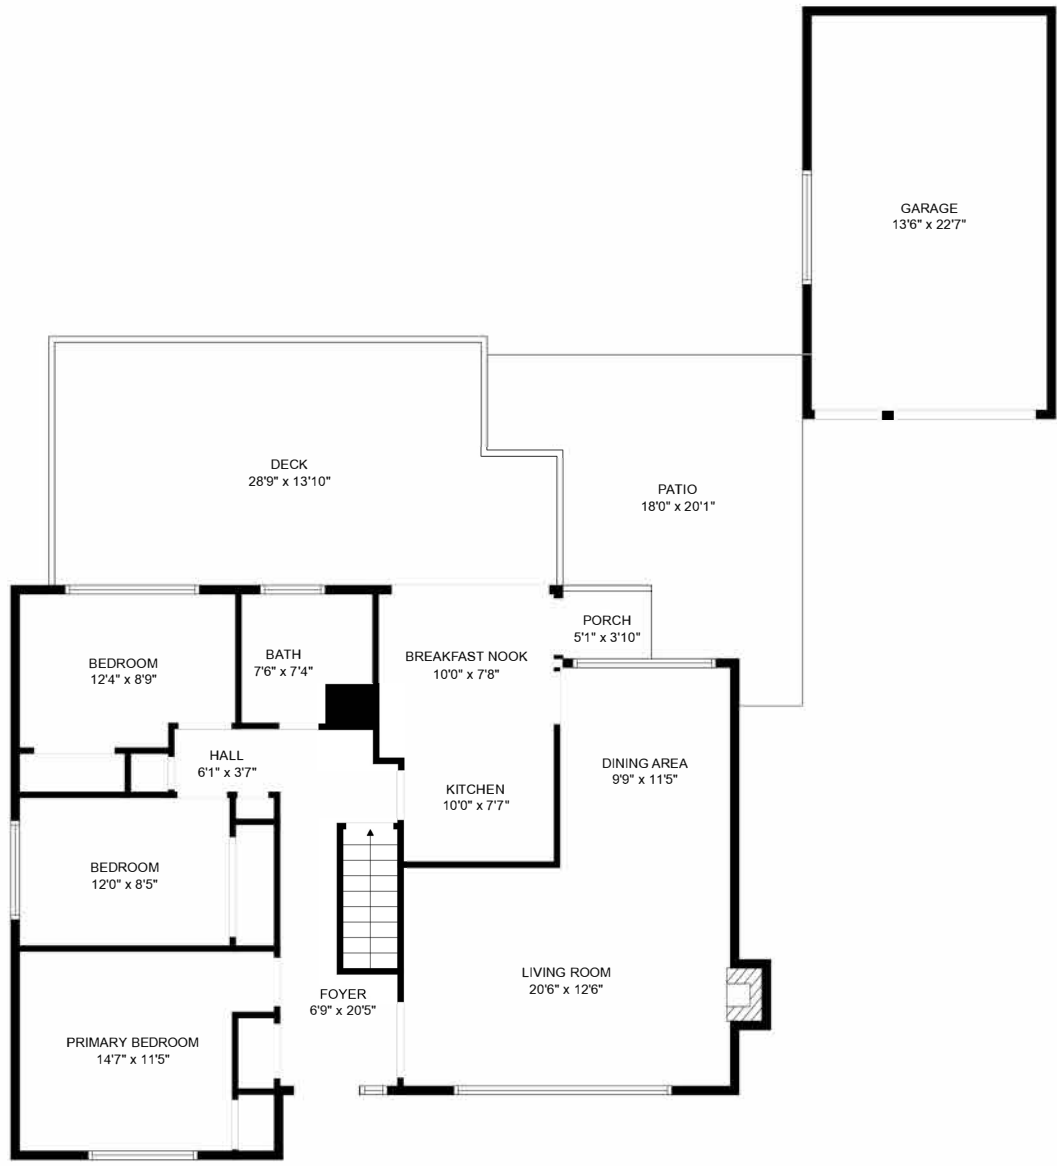 GARAGE
13'6" x 22'7"
DECK
28'9" x 13'10"
PATIO
18'0" x 20'1"
PORCH
5'1" x 3'10"
BATH
7'6" x 7'4"
BREAKFAST NOOK
10'0" x 7'8"
BEDROOM
12'4" x 8'9"
HALL
6'1" x 3'7"
DINING AREA
9'9" x 11'5"
KITCHEN
10'0" x 7'7"
BEDROOM
12'0" x 8'5"
LIVING ROOM
20'6" x 12'6"
FOYER
6'9" x 20'5"
PRIMARY BEDROOM
14'7" x 11'5"